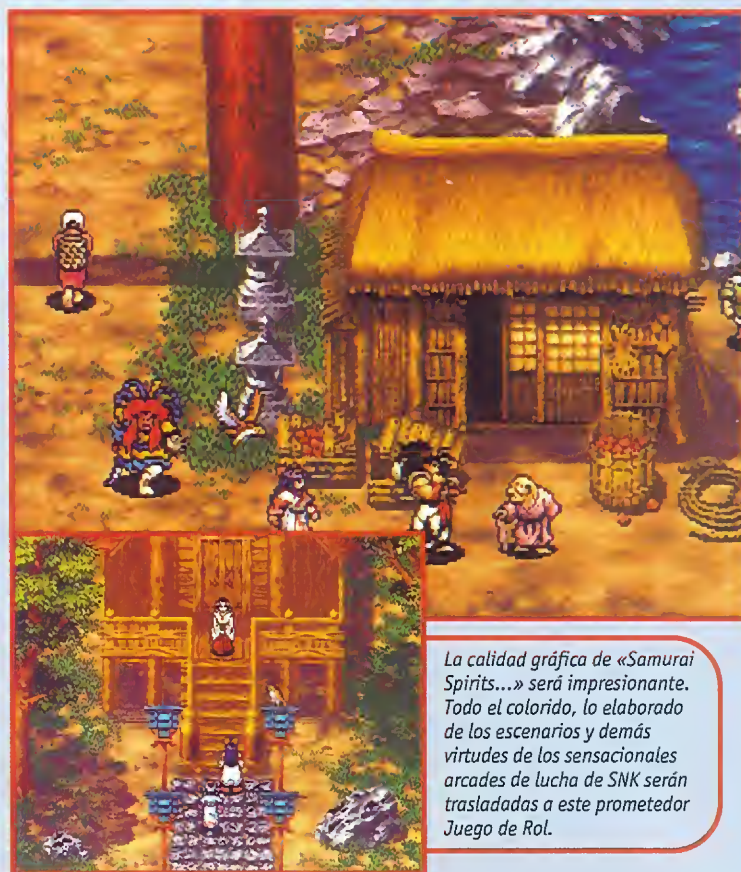 La calidad gráfica de «Samurai
Spirits...» será impresionante.
Todo el colorido, lo elaborado
de los escenarios y demás
virtudes de los sensacionales
arcades de lucha de SNK serán
trasladadas a este prometedor
Juego de Rol.